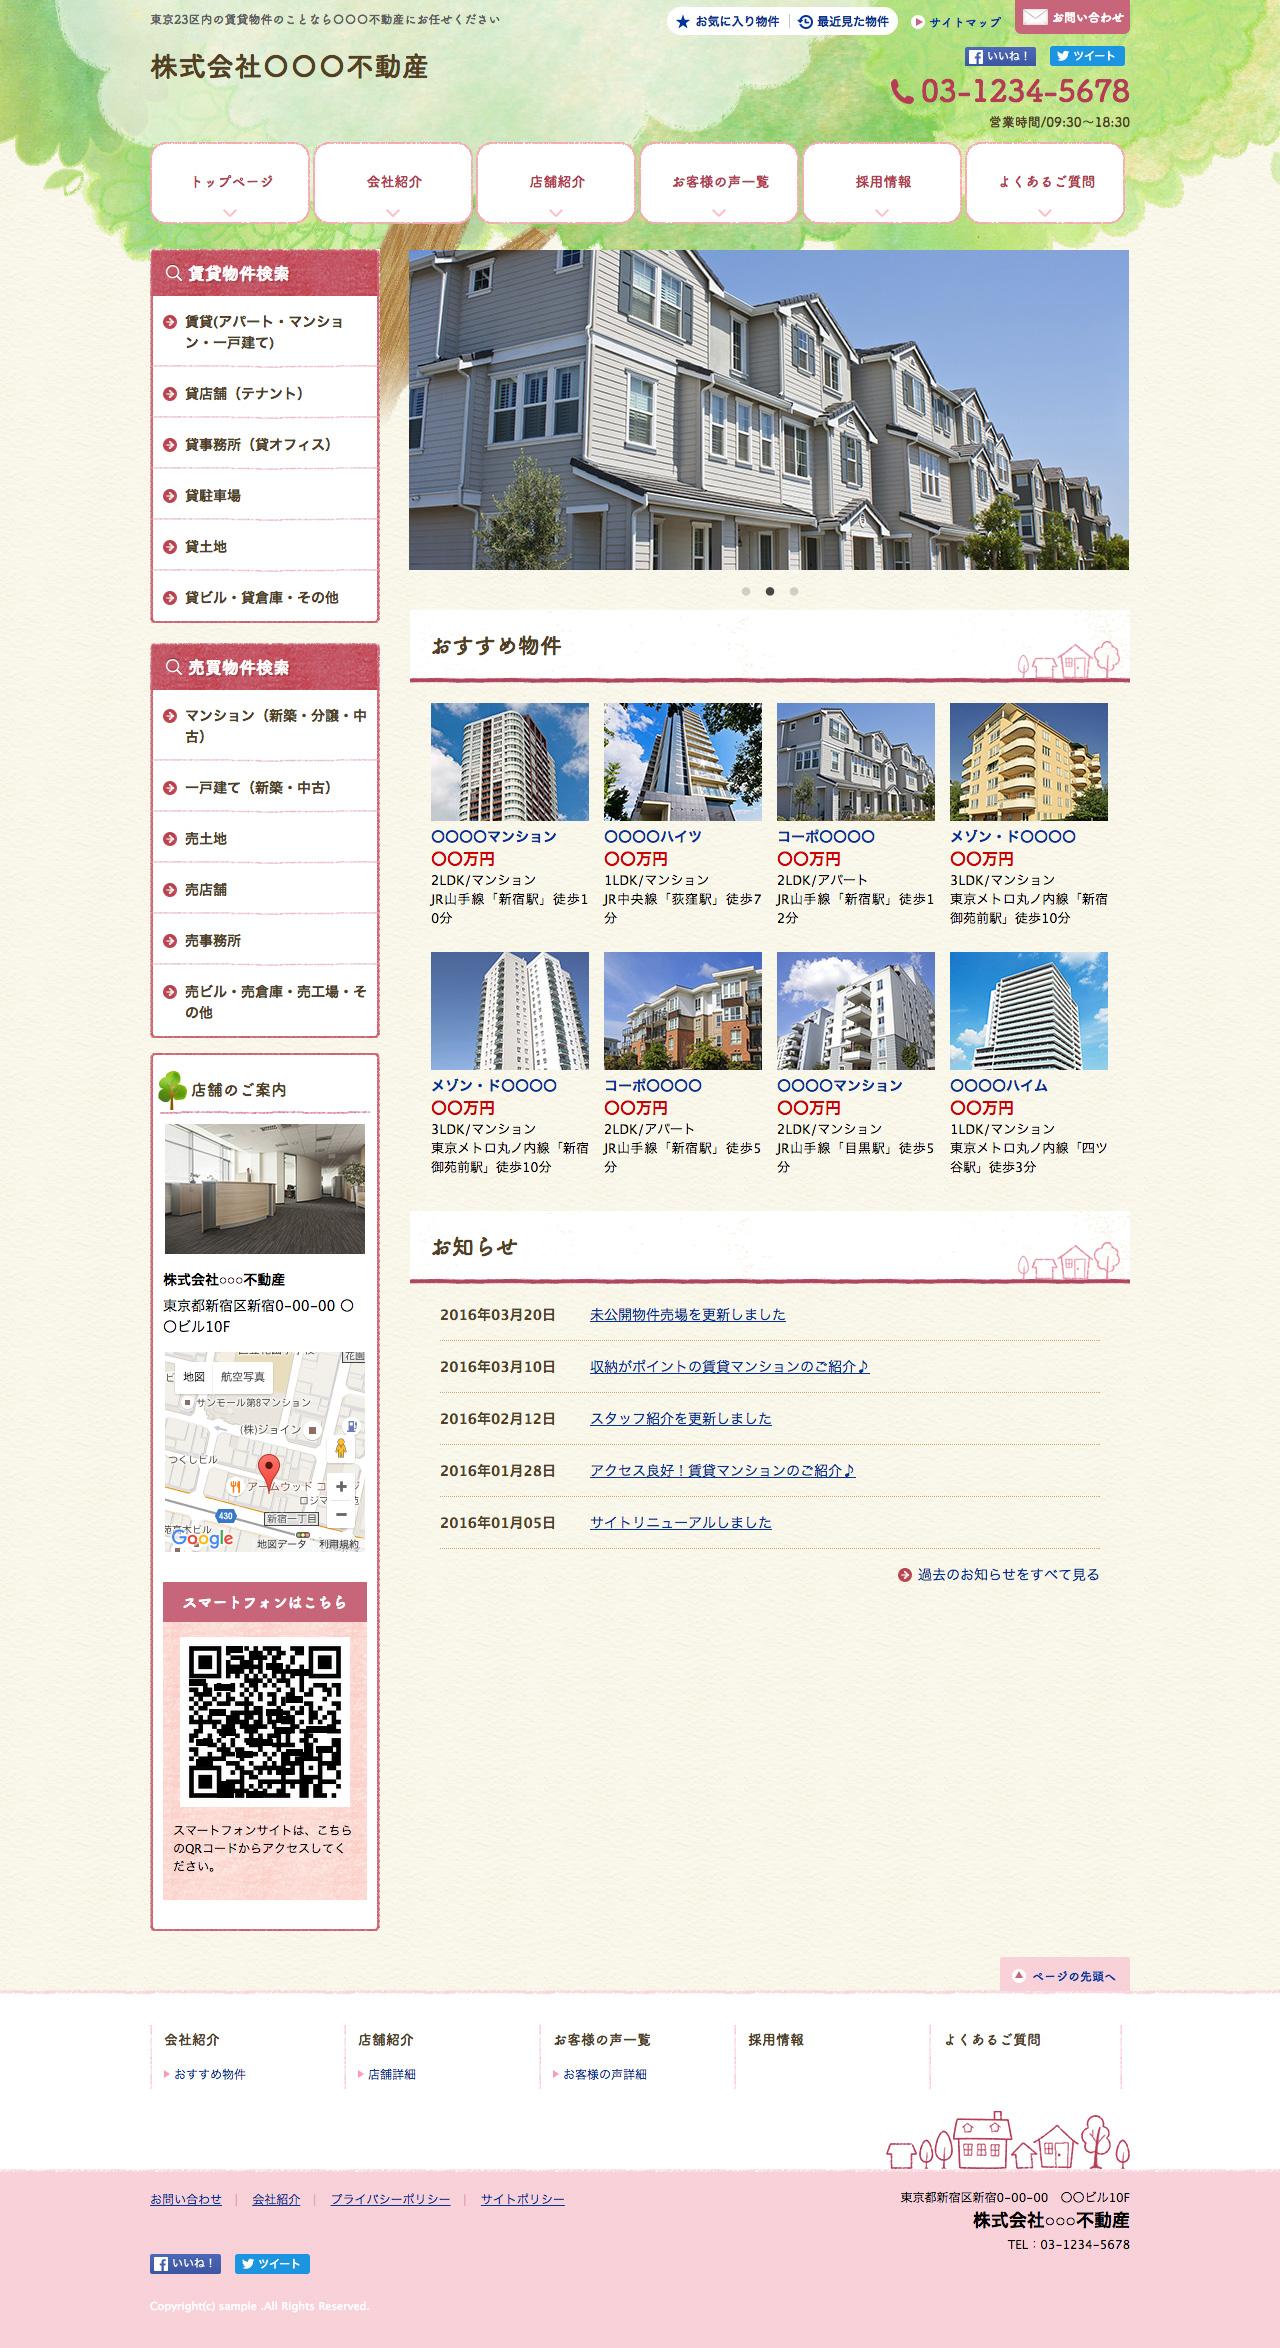 東京23区内の賃貸物件のことなら〇〇〇不動産にお任せください
お気に入り物件
最近見た物件
サイトマップ
お問い合わせ
株式会社〇〇〇不動産
いいね！
ツイート
03-1234-5678
営業時間/09:30～18:30
トップページ
会社紹介
店舗紹介
お客様の声一覧
採用情報
よくあるご質問
賃貸物件検索
賃貸(アパート・マンショ
ン・一戸建て)
貸店舗（テナント）
貸事務所（貸オフィス）
貸駐車場
貸土地
貸ビル・貸倉庫・その他
売買物件検索
マンション（新築・分譲・中
古）
一戸建て（新築・中古）
売土地
売店舗
売事務所
売ビル・売倉庫・売工場・そ
の他
店舗のご案内
株式会社○○○不動産
東京都新宿区新宿0-00-00 〇
〇ビル10F
地図
航空写真
サンモール第8マンション
(株)ジョイン
つくしビル
430
新宿一丁目
Google
地図データ
利用規約
スマートフォンはこちら
スマートフォンサイトは、こちら
のQRコードからアクセスしてく
ださい。
おすすめ物件
〇〇〇〇マンション
〇〇万円
2LDK/マンション
JR山手線「新宿駅」徒歩1
0分
〇〇〇〇ハイツ
〇〇万円
1LDK/マンション
JR中央線「荻窪駅」徒歩7
分
コーポ〇〇〇〇
〇〇万円
2LDK/アパート
JR山手線「新宿駅」徒歩1
2分
メゾン・ド〇〇〇〇
〇〇万円
3LDK/マンション
東京メトロ丸ノ内線「新宿
御苑前駅」徒歩10分
メゾン・ド〇〇〇〇
〇〇万円
3LDK/マンション
東京メトロ丸ノ内線「新宿
御苑前駅」徒歩10分
コーポ〇〇〇〇
〇〇万円
2LDK/アパート
JR山手線「新宿駅」徒歩5
分
〇〇〇〇マンション
〇〇万円
2LDK/マンション
JR山手線「目黒駅」徒歩5
分
〇〇〇〇ハイム
〇〇万円
1LDK/マンション
東京メトロ丸ノ内線「四ツ
谷駅」徒歩3分
お知らせ
2016年03月20日 未公開物件売場を更新しました
2016年03月10日 収納がポイントの賃貸マンションのご紹介♪
2016年02月12日 スタッフ紹介を更新しました
2016年01月28日 アクセス良好！賃貸マンションのご紹介♪
2016年01月05日 サイトリニューアルしました
過去のお知らせをすべて見る
ページの先頭へ
会社紹介
おすすめ物件
店舗紹介
店舗詳細
お客様の声一覧
お客様の声詳細
採用情報
よくあるご質問
お問い合わせ | 会社紹介 | プライバシーポリシー | サイトポリシー
東京都新宿区新宿0-00-00　〇〇ビル10F
株式会社○○○不動産
TEL：03-1234-5678
いいね！
ツイート
Copyright(c) sample .All Rights Reserved.